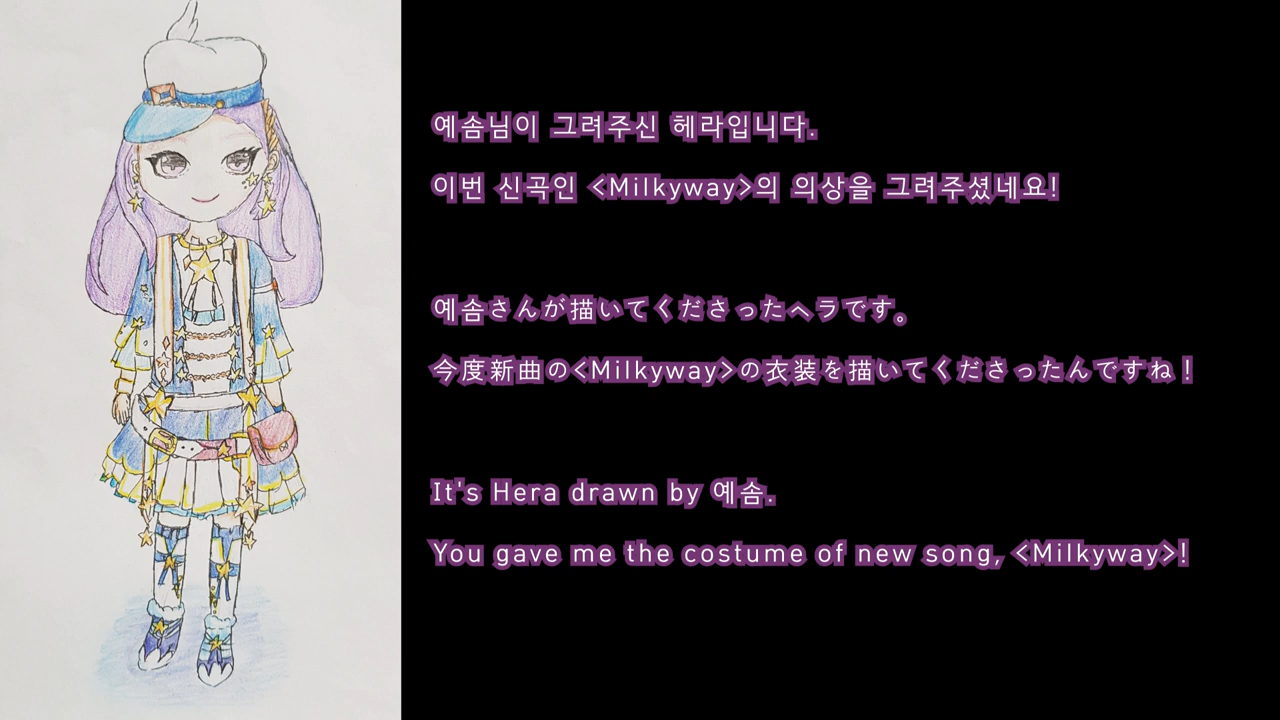 예솜님이 그려주신 헤라입니다.
이번 신곡인 <Milkyway>의 의상을 그려주셨네요!
예솜さんが描いてくださったヘラです。
今度新曲の<Milkyway>の衣装を描いてくださったんですね！
It's Hera drawn by 예솜.
You gave me the costume of new song, <Milkyway>!